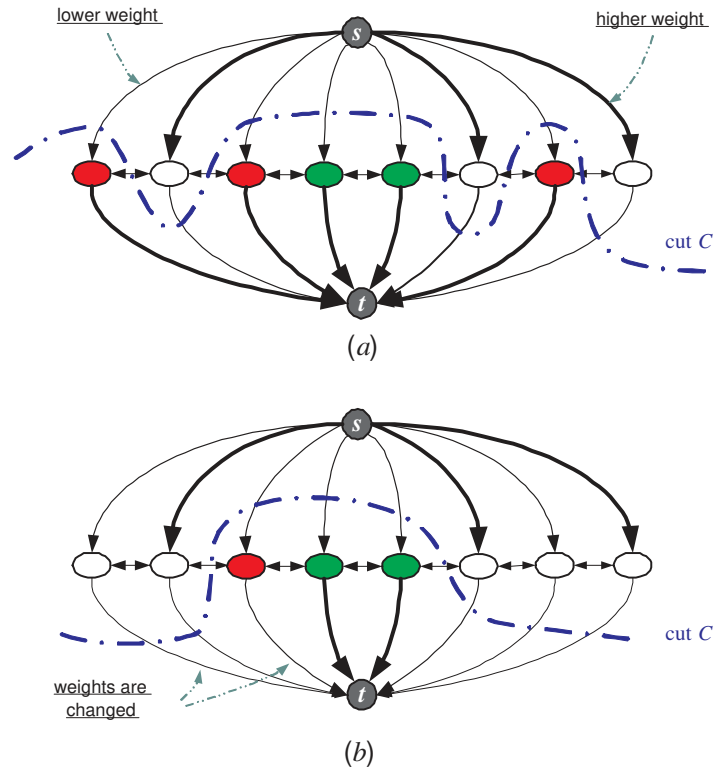 lower weight
higher weight
s
cut C
t
(a)
s
cut C
weights are
changed
t
(b)